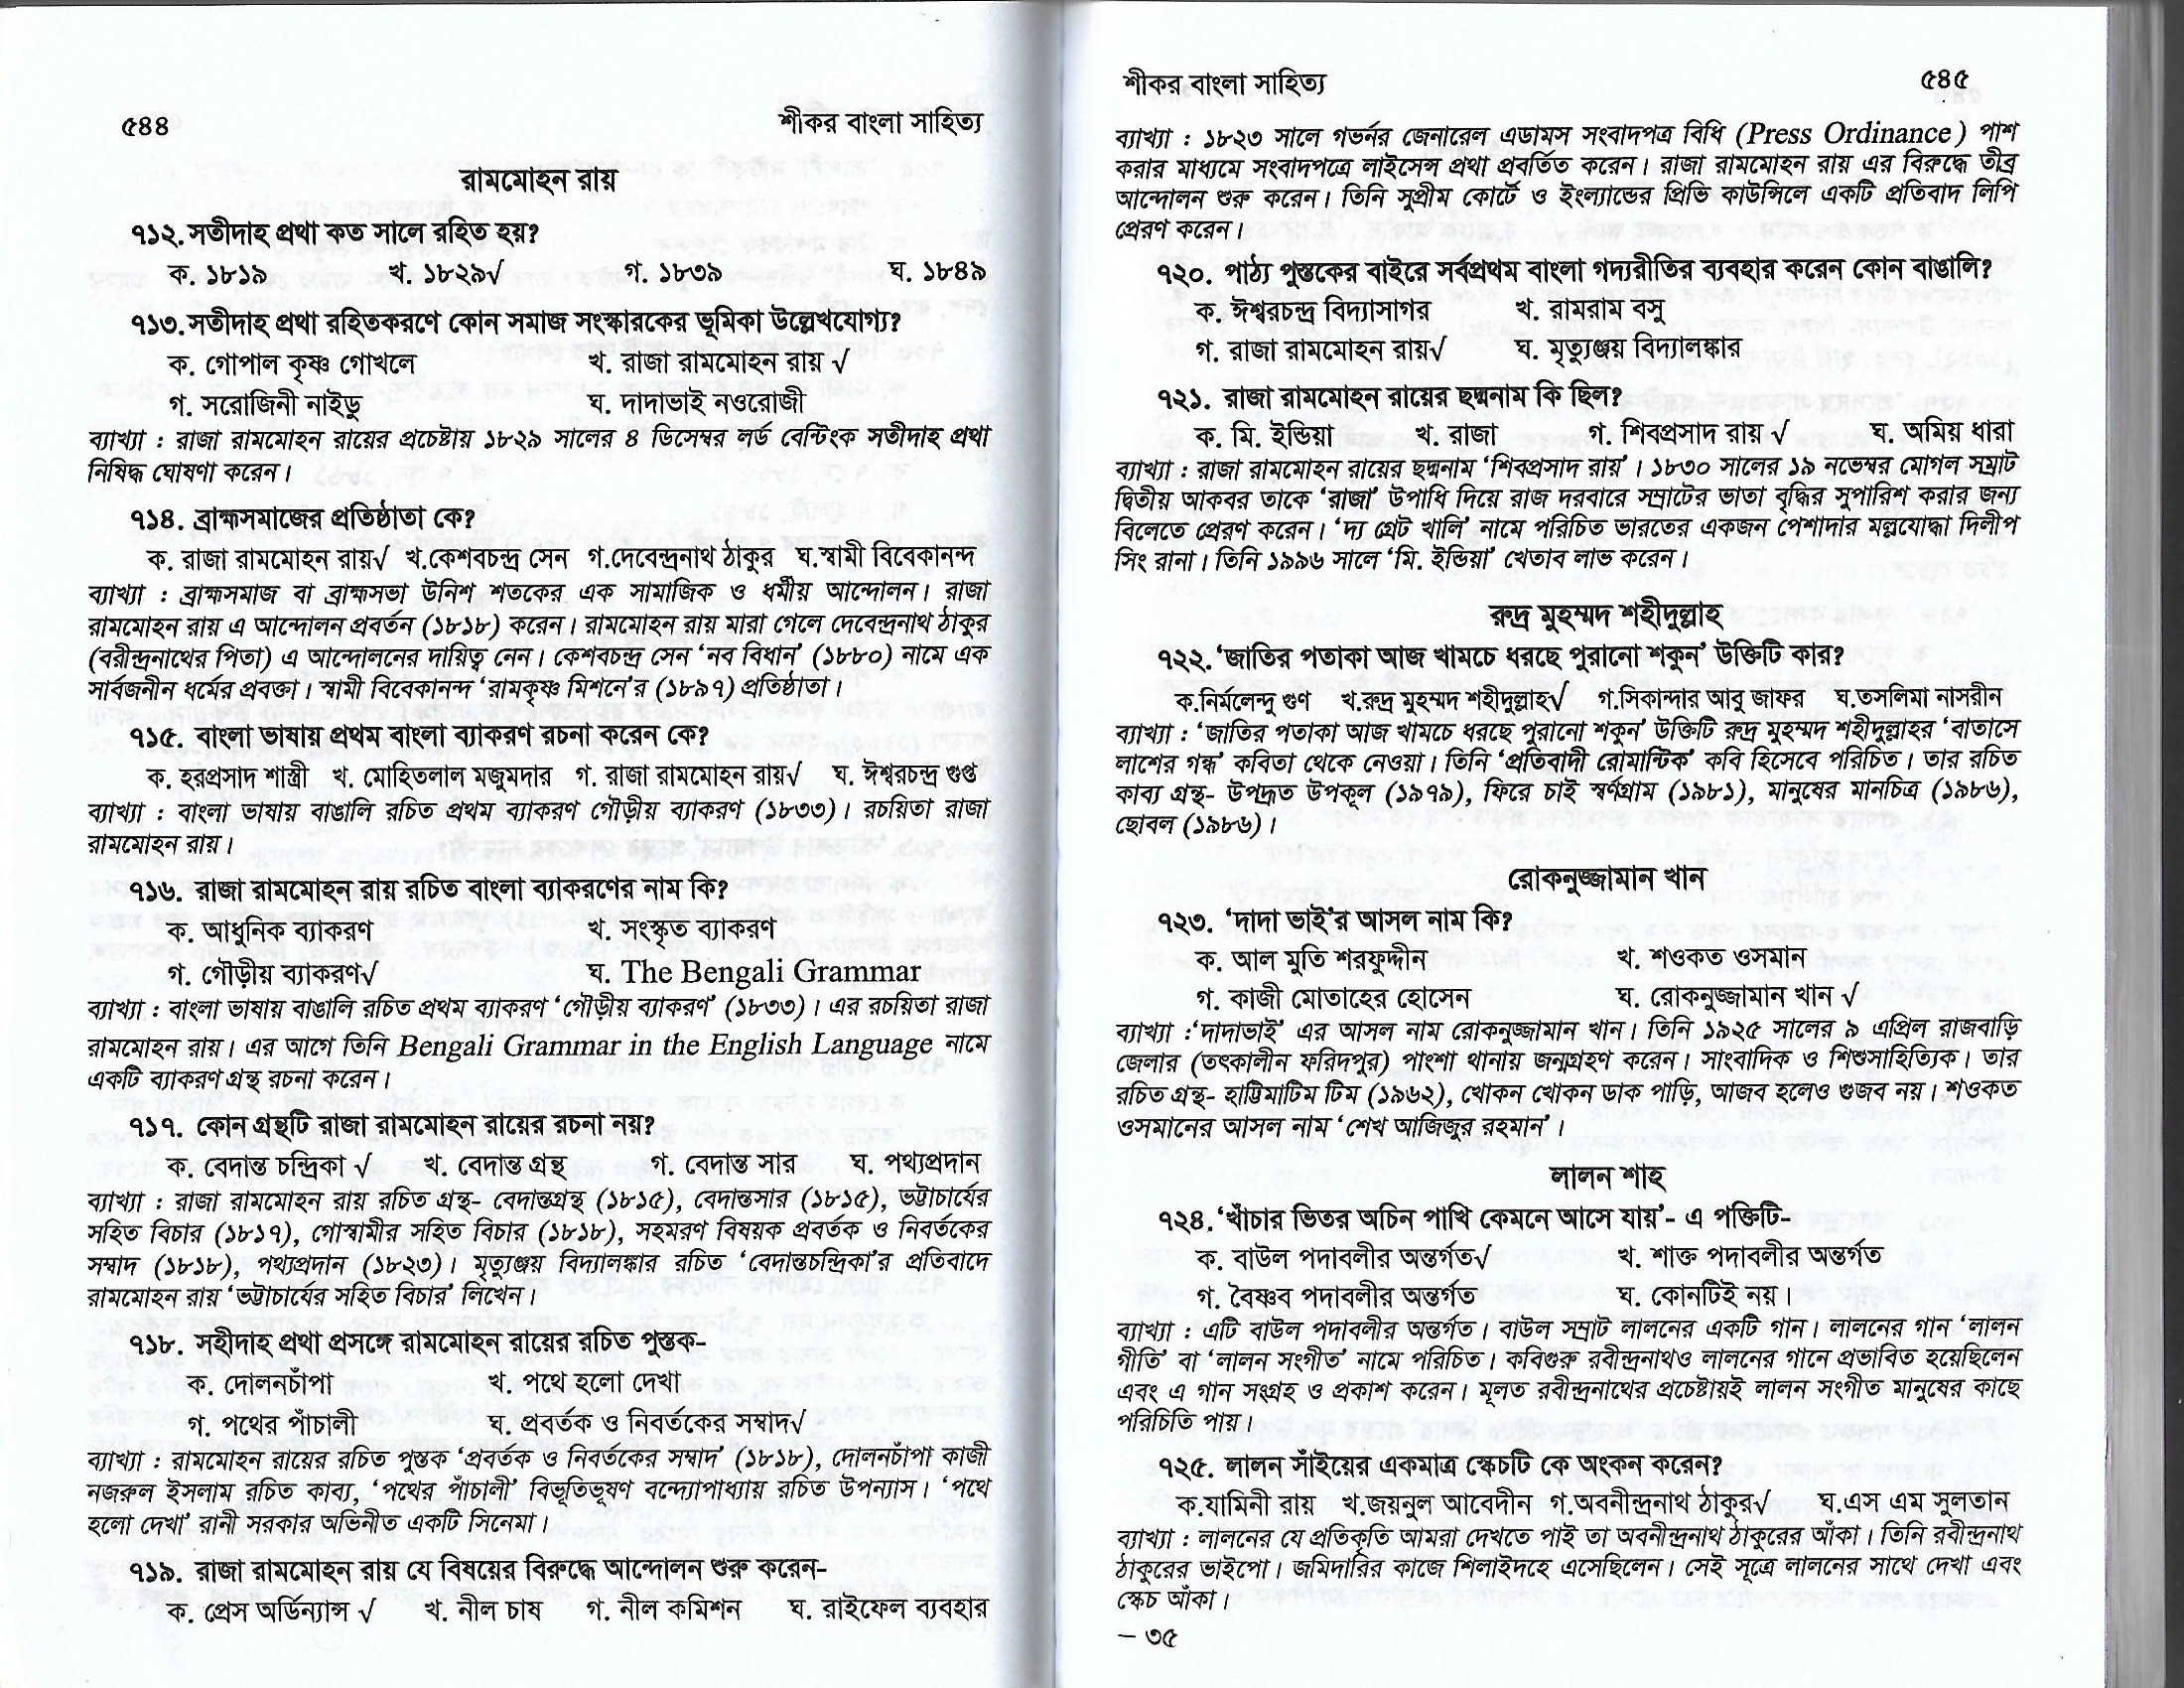 ৫৪৪
শীকর বাংলা সাহিত্য
রামমোহন রায়
৭১২. সতীদাহ প্রথা কত সালে রহিত হয়?
ক. ১৮১৯ খ. ১৮২৯√ গ. ১৮৩৯ ঘ. ১৮৪৯
৭১৩. সতীদাহ প্রথা রহিতকরণে কোন সমাজ সংস্কারকের ভূমিকা উল্লেখযোগ্য?
ক. গোপাল কৃষ্ণ গোখলে খ. রাজা রামমোহন রায় √
গ. সরোজিনী নাইডু ঘ. দাদাভাই নওরোজী
ব্যাখ্যা : রাজা রামমোহন রায়ের প্রচেষ্টায় ১৮২৯ সালের ৪ ডিসেম্বর লর্ড বেন্টিংক সতীদাহ প্রথা
নিষিদ্ধ ঘোষণা করেন।
৭১৪. ব্রাহ্মসমাজের প্রতিষ্ঠাতা কে?
ক. রাজা রামমোহন রায়√ খ.কেশবচন্দ্র সেন গ.দেবেন্দ্রনাথ ঠাকুর ঘ.স্বামী বিবেকানন্দ
ব্যাখ্যা : ব্রাহ্মসমাজ বা ব্রাহ্মসভা উনিশ শতকের এক সামাজিক ও ধর্মীয় আন্দোলন। রাজা
রামমোহন রায় এ আন্দোলন প্রবর্তন (১৮১৮) করেন। রামমোহন রায় মারা গেলে দেবেন্দ্রনাথ ঠাকুর
(বরীন্দ্রনাথের পিতা) এ আন্দোলনের দায়িত্ব নেন। কেশবচন্দ্র সেন ‘নব বিধান’ (১৮৮০) নামে এক
সার্বজনীন ধর্মের প্রবক্তা। স্বামী বিবেকানন্দ ‘রামকৃষ্ণ মিশনে’র (১৮৯৭) প্রতিষ্ঠাতা।
৭১৫. বাংলা ভাষায় প্রথম বাংলা ব্যাকরণ রচনা করেন কে?
ক. হরপ্রসাদ শাস্ত্রী খ. মোহিতলাল মজুমদার গ. রাজা রামমোহন রায়√ ঘ. ঈশ্বরচন্দ্র গুপ্ত
ব্যাখ্যা : বাংলা ভাষায় বাঙালি রচিত প্রথম ব্যাকরণ গৌড়ীয় ব্যাকরণ (১৮৩৩)। রচয়িতা রাজা
রামমোহন রায়।
৭১৬. রাজা রামমোহন রায় রচিত বাংলা ব্যাকরণের নাম কি?
ক. আধুনিক ব্যাকরণ খ. সংস্কৃত ব্যাকরণ
গ. গৌড়ীয় ব্যাকরণ√ ঘ. The Bengali Grammar
ব্যাখ্যা : বাংলা ভাষায় বাঙালি রচিত প্রথম ব্যাকরণ ‘গৌড়ীয় ব্যাকরণ’ (১৮৩৩)। এর রচয়িতা রাজা
রামমোহন রায়। এর আগে তিনি Bengali Grammar in the English Language নামে
একটি ব্যাকরণ গ্রন্থ রচনা করেন।
৭১৭. কোন গ্রন্থটি রাজা রামমোহন রায়ের রচনা নয়?
ক. বেদান্ত চন্দ্রিকা √ খ. বেদান্ত গ্রন্থ গ. বেদান্ত সার ঘ. পথ্যপ্রদান
ব্যাখ্যা : রাজা রামমোহন রায় রচিত গ্রন্থ- বেদান্তগ্রন্থ (১৮১৫), বেদান্তসার (১৮১৫), ভট্টাচার্যের
সহিত বিচার (১৮১৭), গোস্বামীর সহিত বিচার (১৮১৮), সহমরণ বিষয়ক প্রবর্তক ও নিবর্তকের
সম্বাদ (১৮১৮), পথ্যপ্রদান (১৮২৩)। মৃত্যুঞ্জয় বিদ্যালঙ্কার রচিত ‘বেদান্তচন্দ্রিকা’র প্রতিবাদে
রামমোহন রায় ‘ভট্টাচার্যের সহিত বিচার’ লিখেন।
৭১৮. সহীদাহ প্রথা প্রসঙ্গে রামমোহন রায়ের রচিত পুস্তক-
ক. দোলনচাঁপা খ. পথে হলো দেখা
গ. পথের পাঁচালী ঘ. প্রবর্তক ও নিবর্তকের সম্বাদ√
ব্যাখ্যা : রামমোহন রায়ের রচিত পুস্তক ‘প্রবর্তক ও নিবর্তকের সম্বাদ’ (১৮১৮), দোলনচাঁপা কাজী
নজরুল ইসলাম রচিত কাব্য, ‘পথের পাঁচালী’ বিভূতিভূষণ বন্দ্যোপাধ্যায় রচিত উপন্যাস। ‘পথে
হলো দেখা’ রানী সরকার অভিনীত একটি সিনেমা।
৭১৯. রাজা রামমোহন রায় যে বিষয়ের বিরুদ্ধে আন্দোলন শুরু করেন-
ক. প্রেস অর্ডিন্যান্স √ খ. নীল চাষ গ. নীল কমিশন ঘ. রাইফেল ব্যবহার
শীকর বাংলা সাহিত্য
৫৪৫
ব্যাখ্যা : ১৮২৩ সালে গভর্নর জেনারেল এডামস সংবাদপত্র বিধি (Press Ordinance) পাশ
করার মাধ্যমে সংবাদপত্রে লাইসেন্স প্রথা প্রবর্তিত করেন। রাজা রামমোহন রায় এর বিরুদ্ধে তীব্র
আন্দোলন শুরু করেন। তিনি সুপ্রীম কোর্টে ও ইংল্যান্ডের প্রিভি কাউন্সিলে একটি প্রতিবাদ লিপি
প্রেরণ করেন।
৭২০. পাঠ্য পুস্তকের বাইরে সর্বপ্রথম বাংলা গদ্যরীতির ব্যবহার করেন কোন বাঙালি?
ক. ঈশ্বরচন্দ্র বিদ্যাসাগর খ. রামরাম বসু
গ. রাজা রামমোহন রায়√ ঘ. মৃত্যুঞ্জয় বিদ্যালঙ্কার
৭২১. রাজা রামমোহন রায়ের ছদ্মনাম কি ছিল?
ক. মি. ইন্ডিয়া খ. রাজা গ. শিবপ্রসাদ রায় √ ঘ. অমিয় ধারা
ব্যাখ্যা : রাজা রামমোহন রায়ের ছদ্মনাম ‘শিবপ্রসাদ রায়’। ১৮৩০ সালের ১৯ নভেম্বর মোগল সম্রাট
দ্বিতীয় আকবর তাকে ‘রাজা’ উপাধি দিয়ে রাজ দরবারে সম্রাটের ভাতা বৃদ্ধির সুপারিশ করার জন্য
বিলেতে প্রেরণ করেন। ‘দ্য গ্রেট খালি’ নামে পরিচিত ভারতের একজন পেশাদার মল্লযোদ্ধা দিলীপ
সিং রানা। তিনি ১৯৯৬ সালে ‘মি. ইন্ডিয়া’ খেতাব লাভ করেন।
রুদ্র মুহম্মদ শহীদুল্লাহ
৭২২. ‘জাতির পতাকা আজ খামচে ধরছে পুরানো শকুন’ উক্তিটি কার?
ক.নির্মলেন্দু গুণ খ.রুদ্র মুহম্মদ শহীদুল্লাহ√ গ.সিকান্দার আবু জাফর ঘ.তসলিমা নাসরীন
ব্যাখ্যা : ‘জাতির পতাকা আজ খামচে ধরছে পুরানো শকুন’ উক্তিটি রুদ্র মুহম্মদ শহীদুল্লাহর ‘বাতাসে
লাশের গন্ধ’ কবিতা থেকে নেওয়া। তিনি ‘প্রতিবাদী রোমান্টিক’ কবি হিসেবে পরিচিত। তার রচিত
কাব্য গ্রন্থ- উপদ্রুত উপকূল (১৯৭৯), ফিরে চাই স্বর্ণগ্রাম (১৯৮১), মানুষের মানচিত্র (১৯৮৬),
ছোবল (১৯৮৬)।
রোকনুজ্জামান খান
৭২৩. ‘দাদা ভাই’র আসল নাম কি?
ক. আল মুতি শরফুদ্দীন খ. শওকত ওসমান
গ. কাজী মোতাহের হোসেন ঘ. রোকনুজ্জামান খান √
ব্যাখ্যা :‘দাদাভাই’ এর আসল নাম রোকনুজ্জামান খান। তিনি ১৯২৫ সালের ৯ এপ্রিল রাজবাড়ি
জেলার (তৎকালীন ফরিদপুর) পাংশা থানায় জন্মগ্রহণ করেন। সাংবাদিক ও শিশুসাহিত্যিক। তার
রচিত গ্রন্থ- হাট্টিমাটিম টিম (১৯৬২), খোকন খোকন ডাক পাড়ি, আজব হলেও গুজব নয়। শওকত
ওসমানের আসল নাম ‘শেখ আজিজুর রহমান’।
লালন শাহ
৭২৪. ‘খাঁচার ভিতর অচিন পাখি কেমনে আসে যায়’- এ পঙক্তিটি-
ক. বাউল পদাবলীর অন্তর্গত√ খ. শাক্ত পদাবলীর অন্তর্গত
গ. বৈষ্ণব পদাবলীর অন্তর্গত ঘ. কোনটিই নয়।
ব্যাখ্যা : এটি বাউল পদাবলীর অন্তর্গত। বাউল সম্রাট লালনের একটি গান। লালনের গান ‘লালন
গীতি’ বা ‘লালন সংগীত’ নামে পরিচিত। কবিগুরু রবীন্দ্রনাথও লালনের গানে প্রভাবিত হয়েছিলেন
এবং এ গান সংগ্রহ ও প্রকাশ করেন। মূলত রবীন্দ্রনাথের প্রচেষ্টায়ই লালন সংগীত মানুষের কাছে
পরিচিতি পায়।
৭২৫. লালন সাঁইয়ের একমাত্র স্কেচটি কে অংকন করেন?
ক.যামিনী রায় খ.জয়নুল আবেদীন গ.অবনীন্দ্রনাথ ঠাকুর√ ঘ.এস এম সুলতান
ব্যাখ্যা : লালনের যে প্রতিকৃতি আমরা দেখতে পাই তা অবনীন্দ্রনাথ ঠাকুরের আঁকা। তিনি রবীন্দ্রনাথ
ঠাকুরের ভাইপো। জমিদারির কাজে শিলাইদহে এসেছিলেন। সেই সূত্রে লালনের সাথে দেখা এবং
স্কেচ আঁকা।
– ৩৫